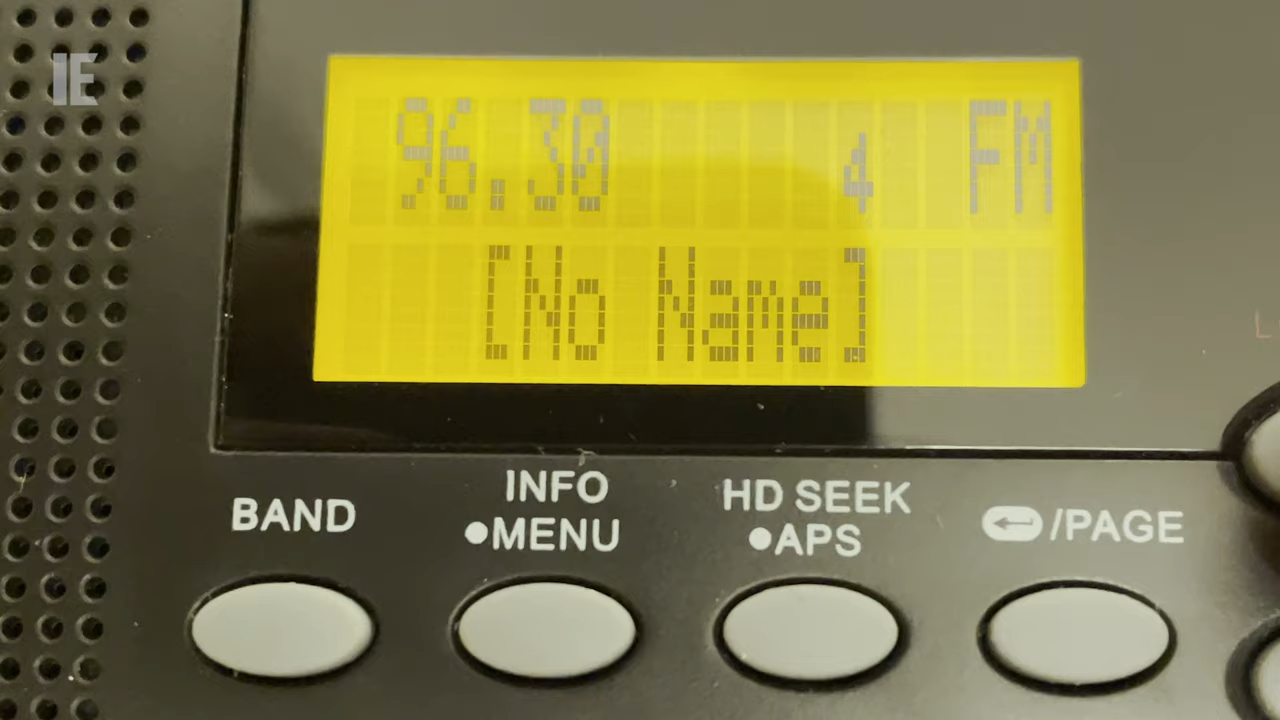 IE
96.30 4 FM
[No Name]
BAND
INFO
●MENU
HD SEEK
●APS
/PAGE
L